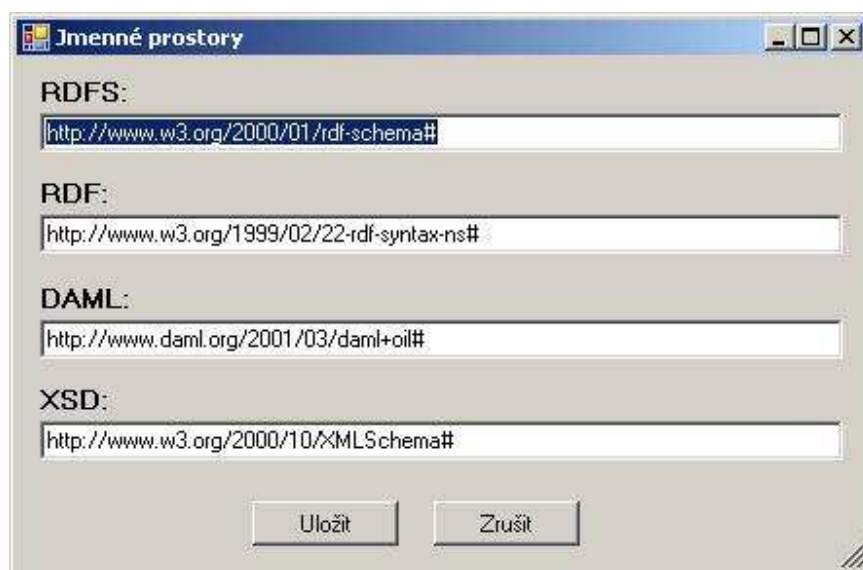 Jmenné prostory
RDFS:
http://www.w3.org/2000/01/rdf-schema#
RDF:
http://www.w3.org/1999/02/22-rdf-syntax-ns#
DAML:
http://www.daml.org/2001/03/daml+oil#
XSD:
http://www.w3.org/2000/10/XMLSchema#
Uložit Zrušit